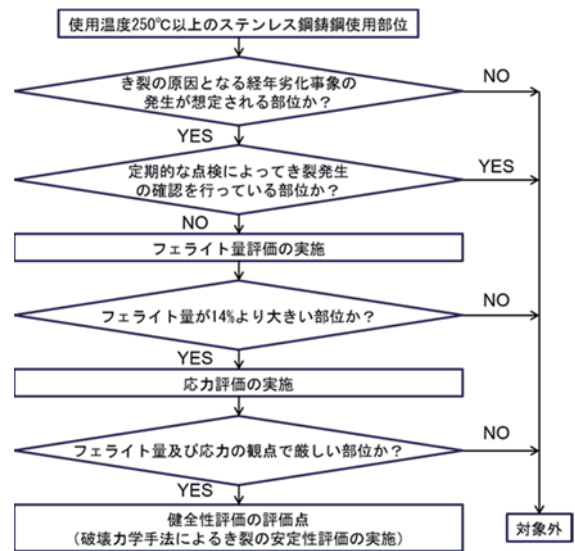 使用温度250℃以上のステンレス鋼鋳鋼使用部位
き裂の原因となる経年劣化事象の
発生が想定される部位か？
NO
YES
定期的な点検によってき裂発生
の確認を行っている部位か？
YES
NO
フェライト量評価の実施
フェライト量が14%より大きい部位か？
NO
YES
応力評価の実施
フェライト量及び応力の観点で厳しい部位か？
NO
YES
健全性評価の評価点
（破壊力学手法によるき裂の安定性評価の実施）
対象外